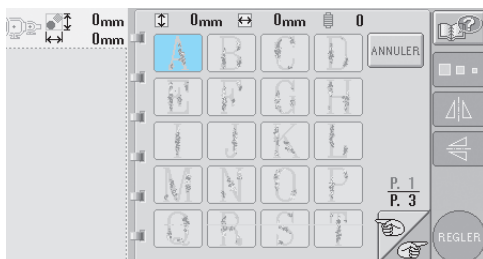 0mm 0mm 0mm 0
0mm
A B C D ANNULER
E F G H
I J K L
M N O P P. 1
P. 3
Q R S T REGLER